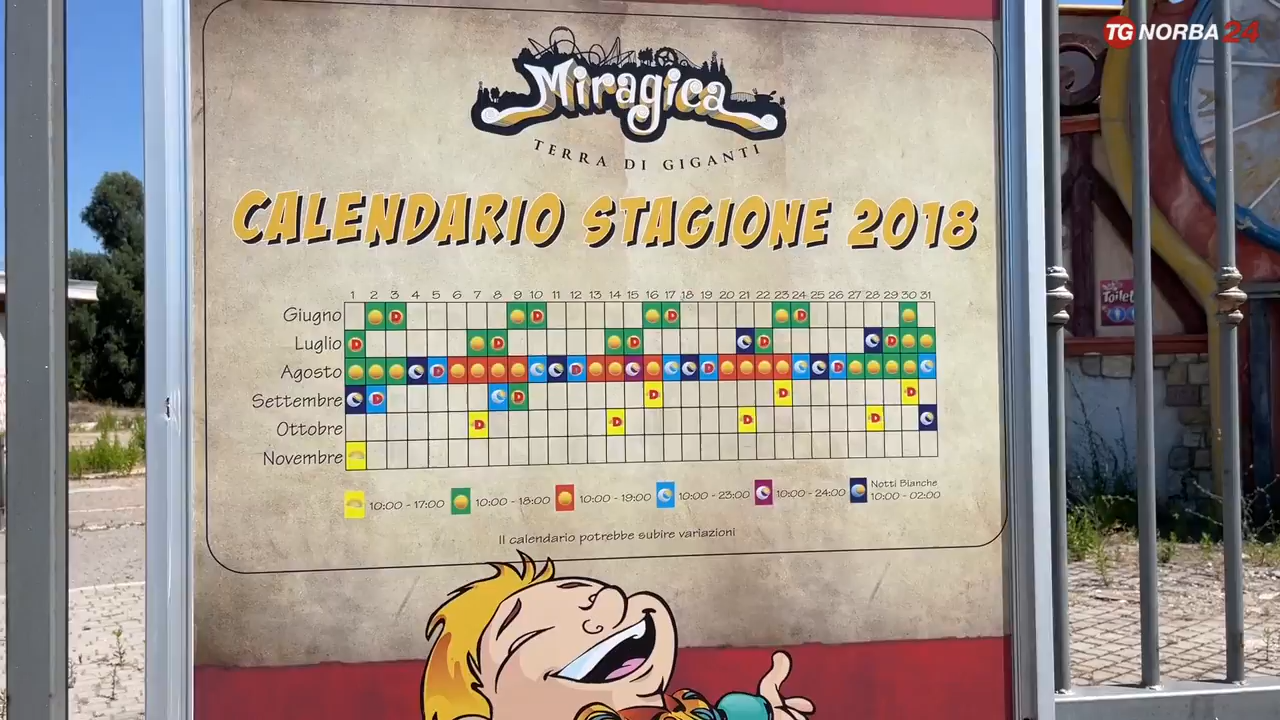 TG NORBA 24
Miragica
TERRA DI GIGANTI
CALENDARIO STAGIONE 2018
1 2 3 4 5 6 7 8 9 10 11 12 13 14 15 16 17 18 19 20 21 22 23 24 25 26 27 28 29 30 31
Giugno D D D D
Luglio D D D D D
Agosto D D D D
Settembre D D D D D
Ottobre D D D D
Novembre
10:00 - 17:00 10:00 - 18:00 10:00 - 19:00 10:00 - 23:00 10:00 - 24:00 Notti Bianche
10:00 - 02:00
Il calendario potrebbe subire variazioni
Toilet